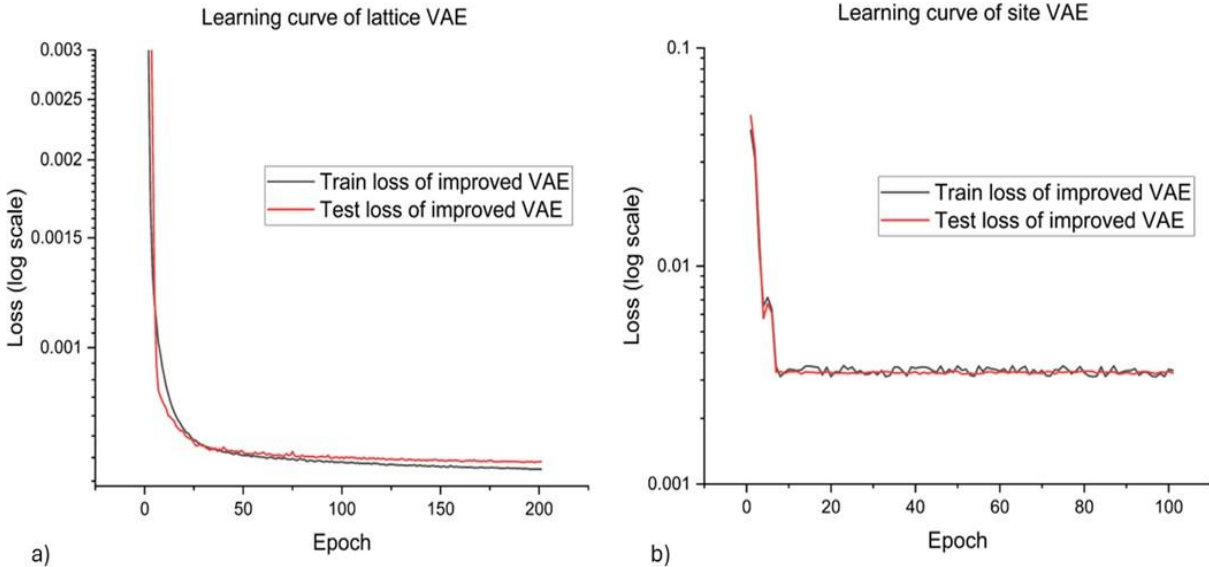 Learning curve of lattice VAE
0.003
0.0025
0.002
0.0015
0.001
Loss (log scale)
Train loss of improved VAE
Test loss of improved VAE
0
50
100
150
200
Epoch
a)
Learning curve of site VAE
0.1
0.01
0.001
Loss (log scale)
Train loss of improved VAE
Test loss of improved VAE
0
20
40
60
80
100
Epoch
b)